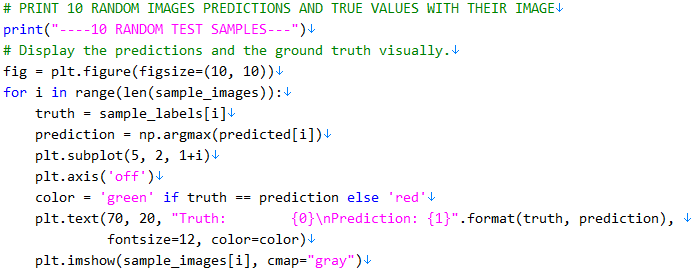 # PRINT 10 RANDOM IMAGES PREDICTIONS AND TRUE VALUES WITH THEIR IMAGE↓
print("----10 RANDOM TEST SAMPLES---")↓
# Display the predictions and the ground truth visually.↓
fig = plt.figure(figsize=(10, 10))↓
for i in range(len(sample_images)):↓
    truth = sample_labels[i]↓
    prediction = np.argmax(predicted[i])↓
    plt.subplot(5, 2, 1+i)↓
    plt.axis('off')↓
    color = 'green' if truth == prediction else 'red'↓
    plt.text(70, 20, "Truth:        {0}\nPrediction: {1}".format(truth, prediction), ↓
             fontsize=12, color=color)↓
    plt.imshow(sample_images[i], cmap="gray")↓